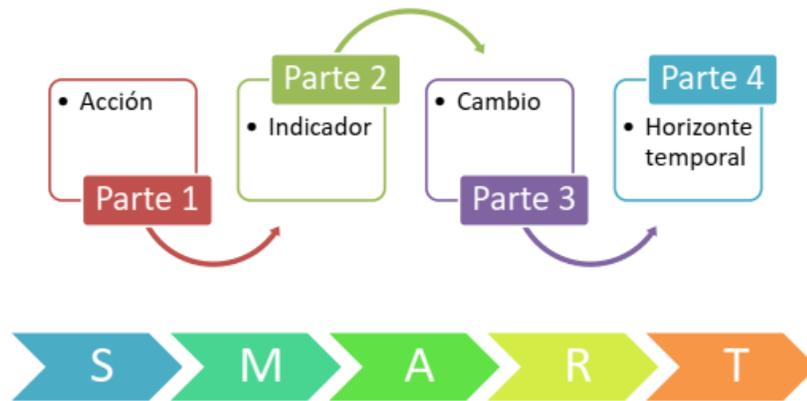 • Acción
Parte 1
Parte 2
• Indicador
• Cambio
Parte 3
Parte 4
• Horizonte
temporal
S M A R T